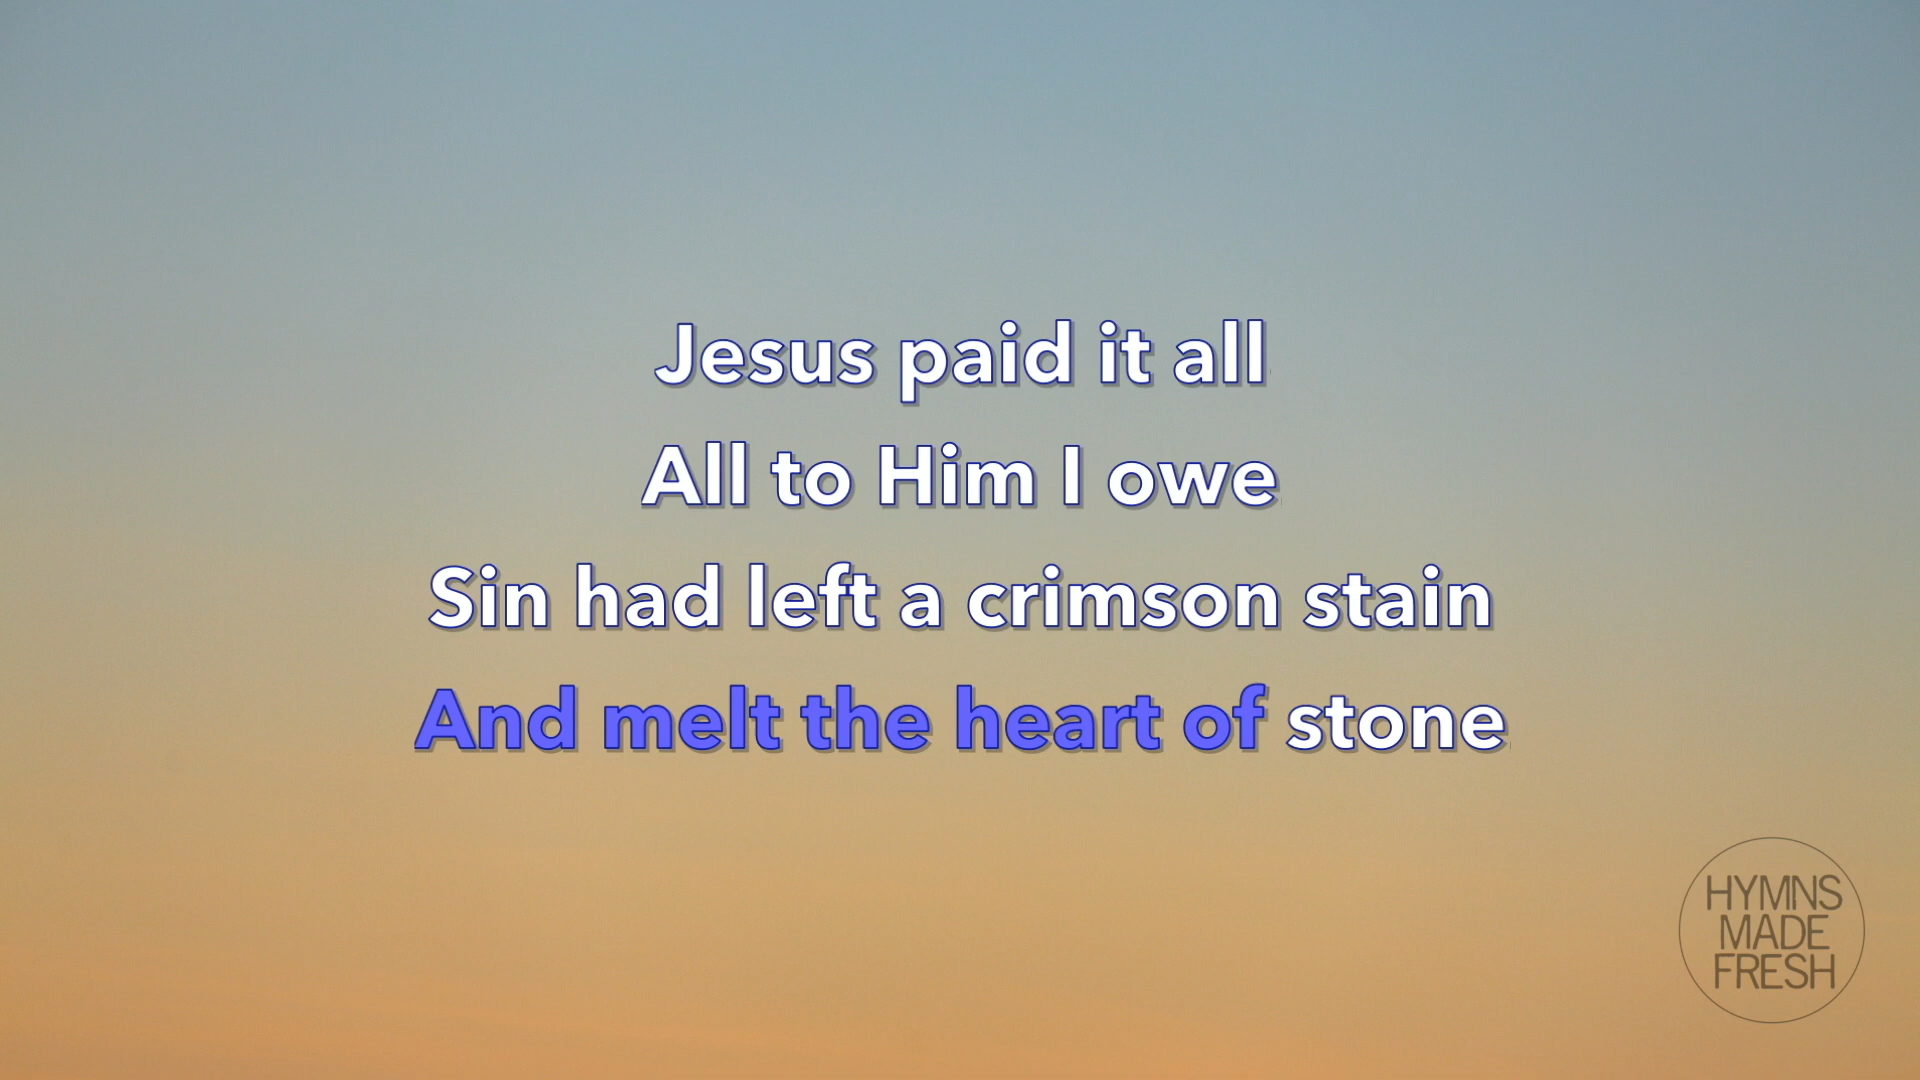 Jesus paid it all
All to Him I owe
Sin had left a crimson stain
And melt the heart of stone
HYMNS
MADE
FRESH